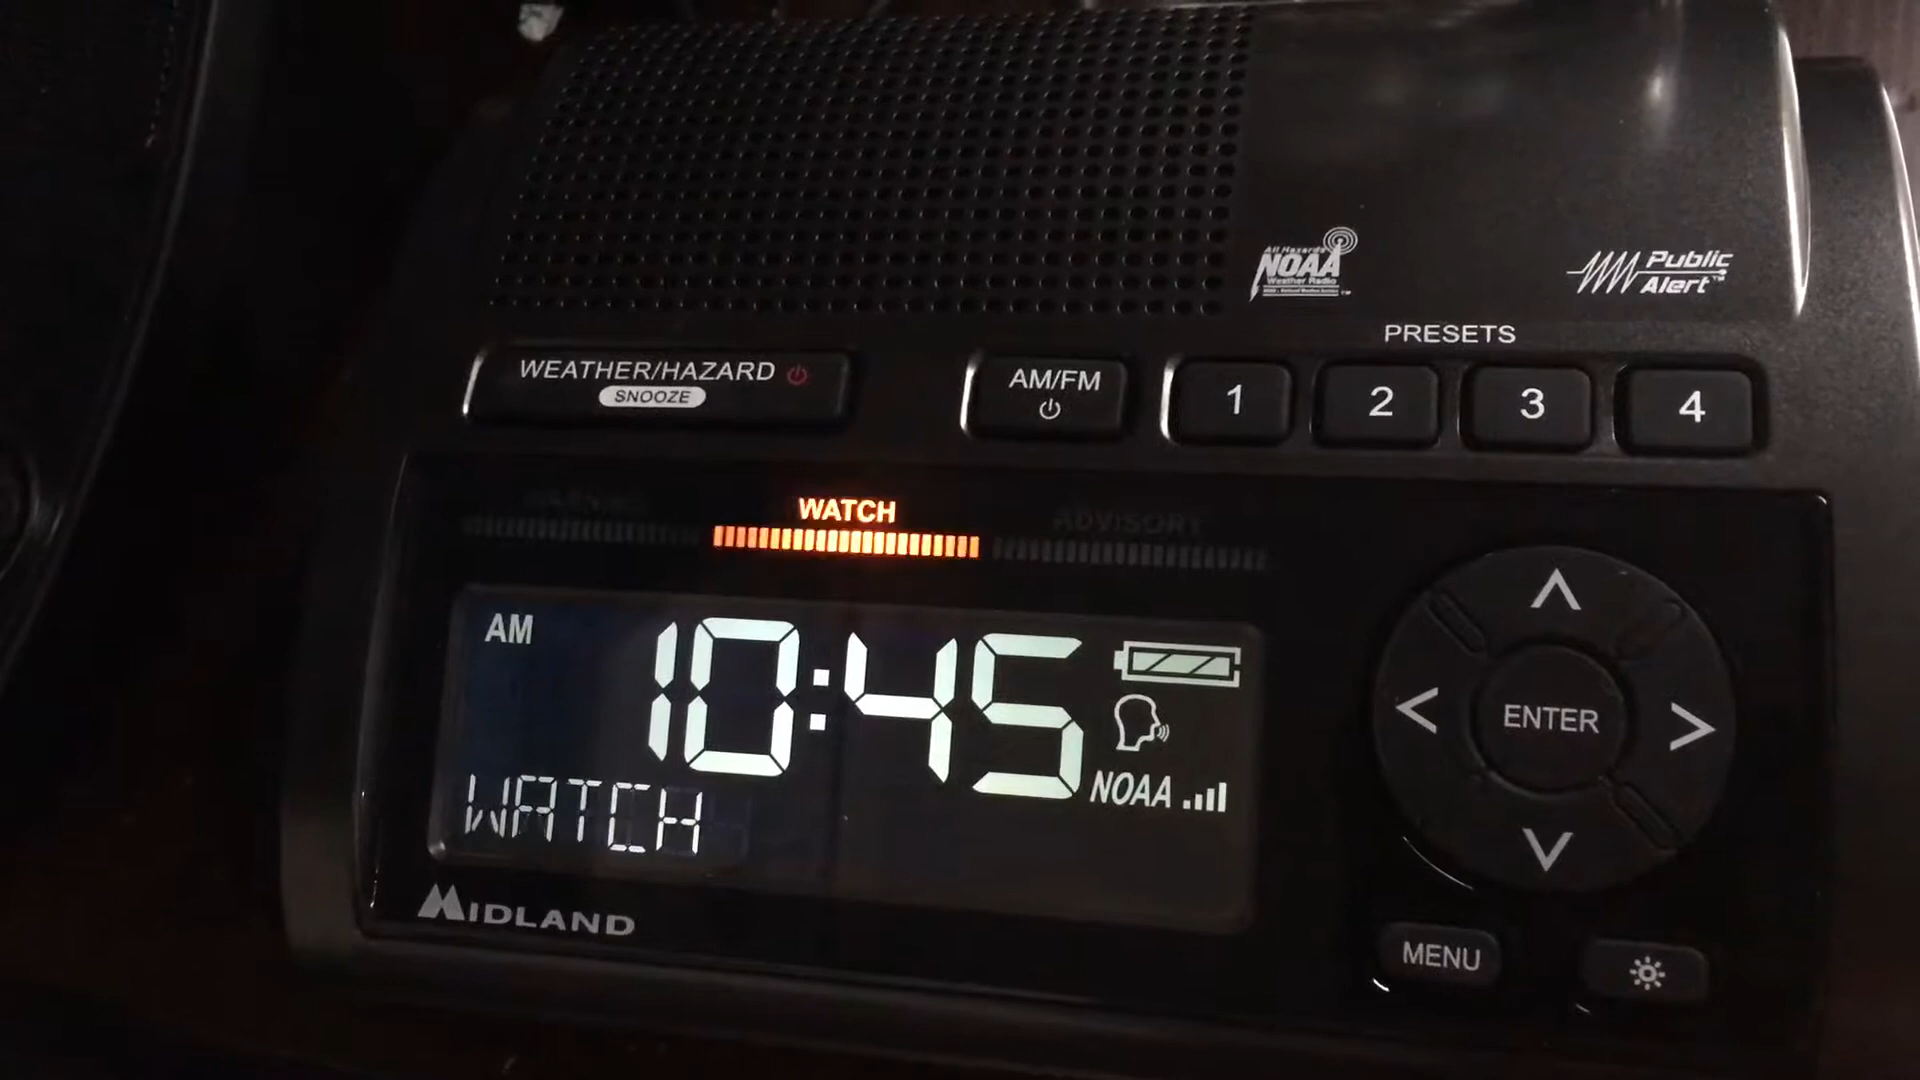 All Hazards
NOAA
Weather Radio
Public
Alert™
PRESETS
WEATHER/HAZARD
SNOOZE
AM/FM
1
2
3
4
WARNING
WATCH
ADVISORY
AM
10:45
NOAA
WATCH
MIDLAND
ENTER
MENU